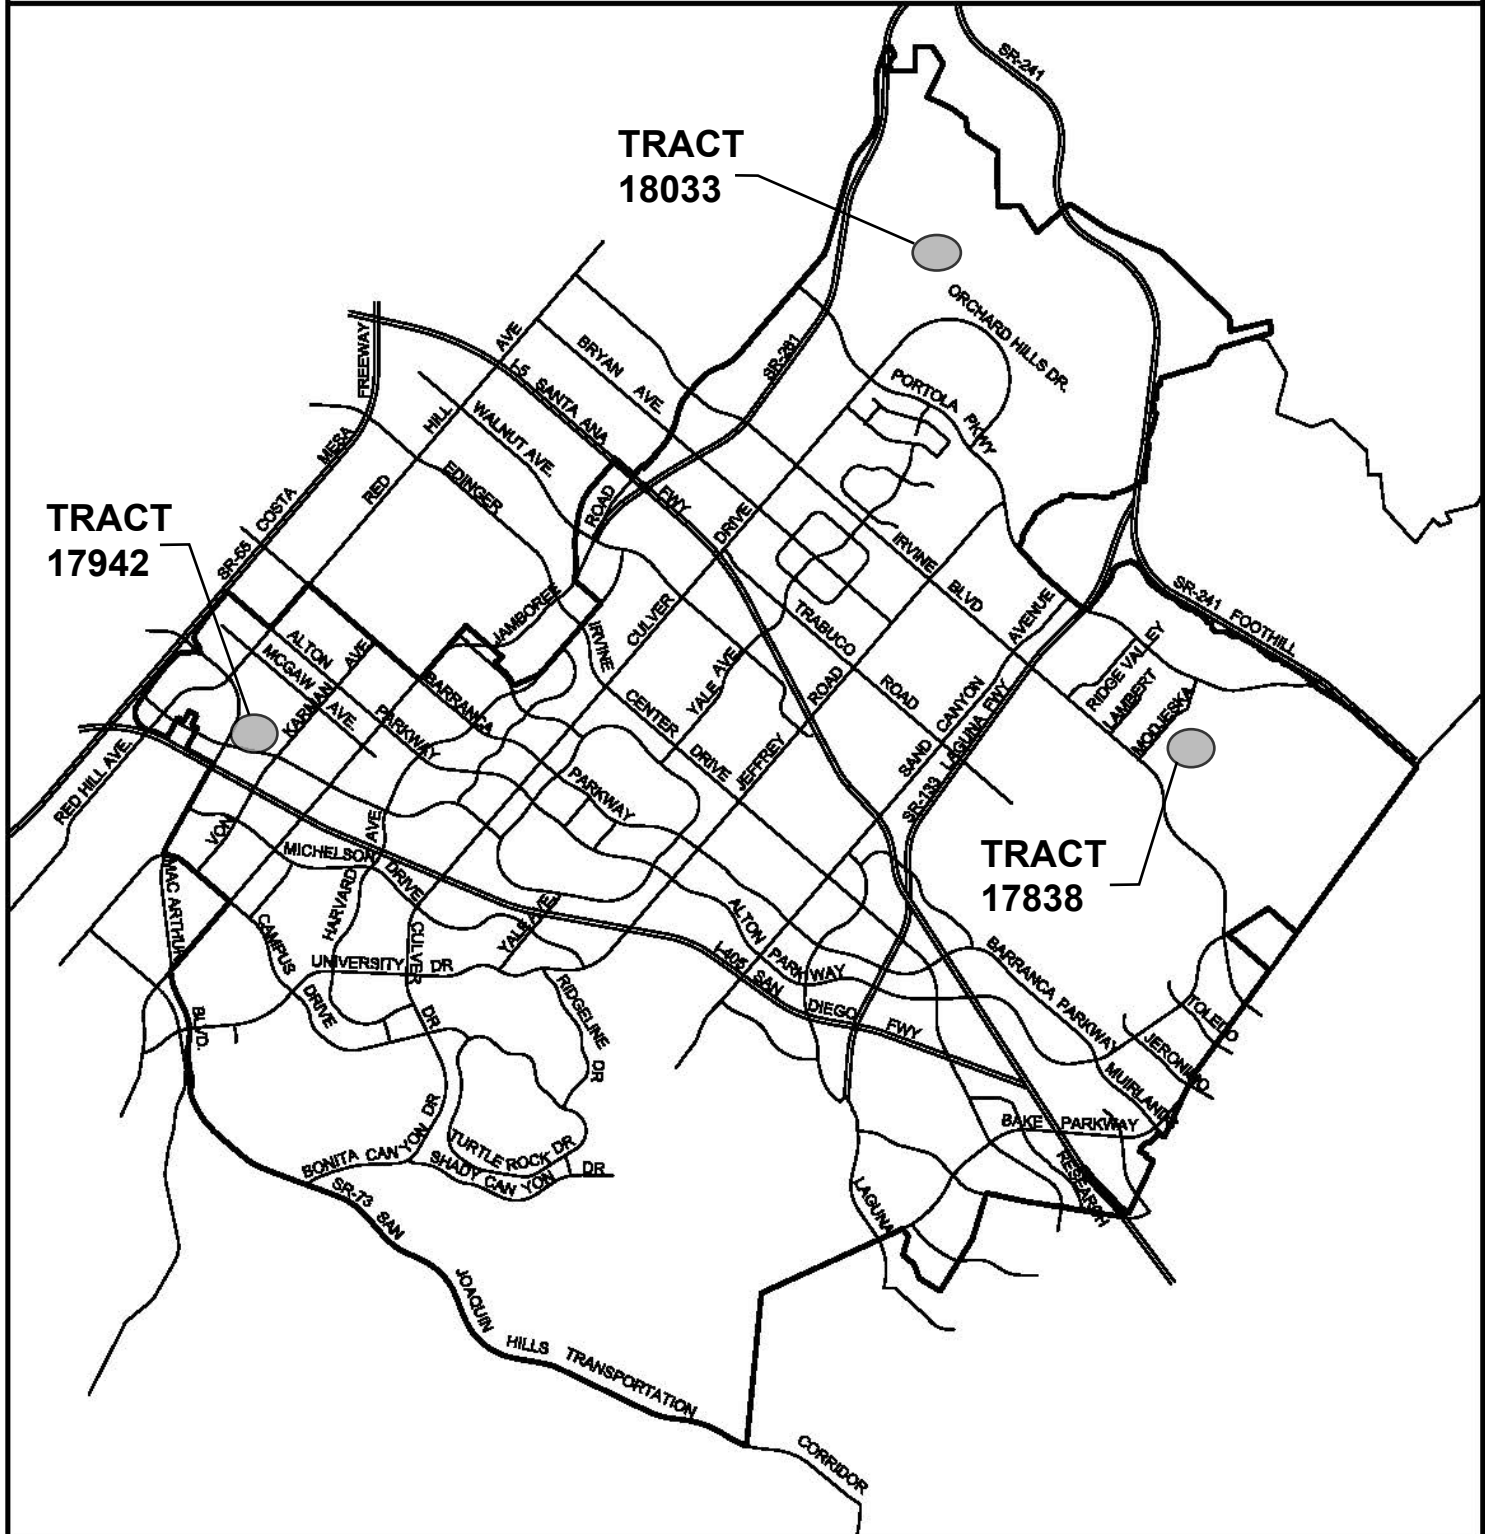 SR-241
TRACT
18033
ORCHARD HILLS DR.
SR-261
PORTOLA PKWY
BRYAN AVE.
AVE
I-5 SANTA ANA
FWY
FREEWAY
WALNUT AVE.
HILL
MESA
EDINGER
RED
COSTA
SR-55
ROAD
DRIVE
IRVINE
BLVD
TRACT
17942
SR-241 FOOTHILL
JAMBOREE
CULVER
IRVINE
TRABUCO
ROAD
AVENUE
RIDGE VALLEY
LAMBERT
MODJESKA
ALTON
MCGAW AVE.
AVE
KARMAN
BARRANCA
PARKWAY
YALE AVE
CENTER
DRIVE
ROAD
JEFFREY
SAND CANYON
SR-133 LAGUNA FWY
RED HILL AVE.
PARKWAY
VON
AVE
MICHELSON
DRIVE
HARVARD
TRACT
17838
MAC ARTHUR
CAMPUS
DRIVE
CULVER
YALE AVE.
ALTON
PARKWAY
BARRANCA PARKWAY
UNIVERSITY DR
I-405 SAN
DIEGO
FWY
RIDGELINE
DR
TOLEDO
JERONIMO
BLVD.
DR
MUIRLANDS
BAKE PARKWAY
DR
BONITA CANYON
TURTLE ROCK DR
SHADY CANYON
DR
RESEARCH
LAGUNA
SR-73 SAN
JOAQUIN
HILLS TRANSPORTATION
CORRIDOR